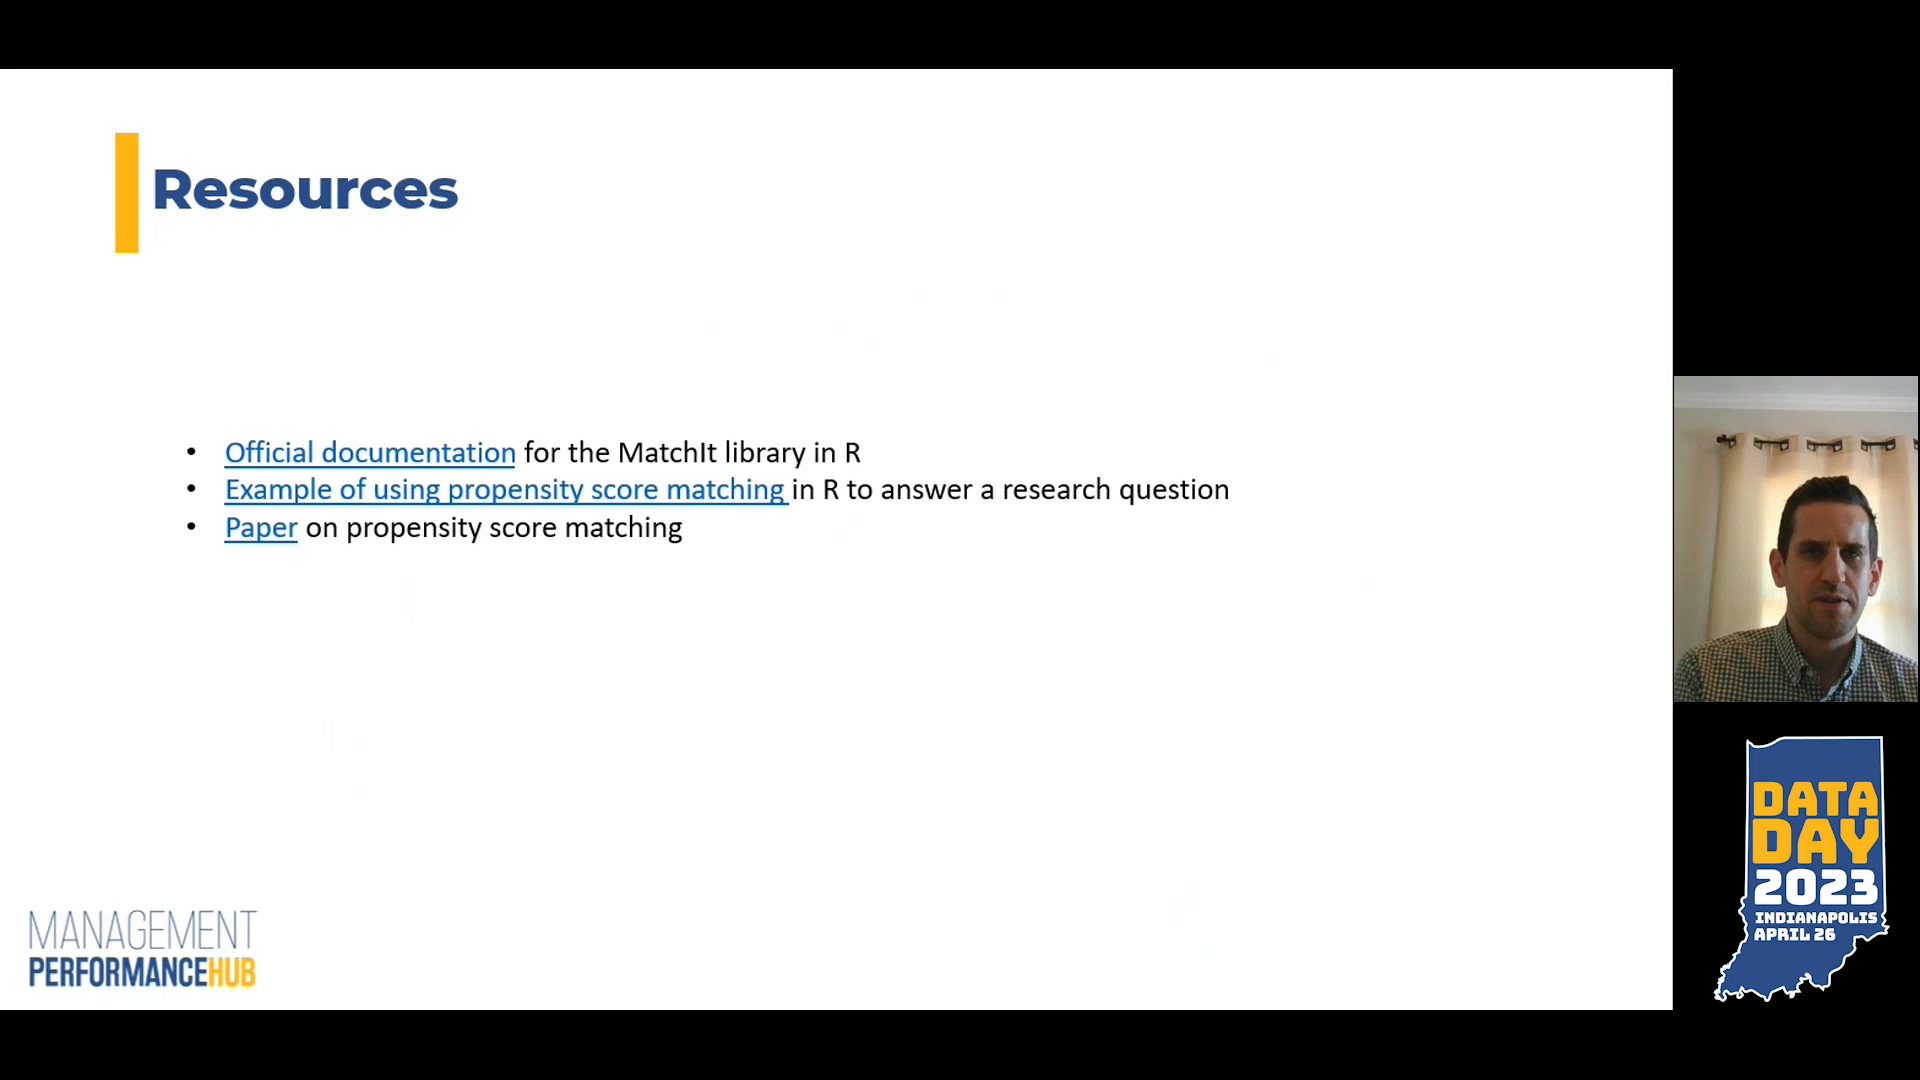 Resources
• Official documentation for the MatchIt library in R
• Example of using propensity score matching in R to answer a research question
• Paper on propensity score matching
MANAGEMENT
PERFORMANCEHUB
DATA
DAY
2023
INDIANAPOLIS
APRIL 26